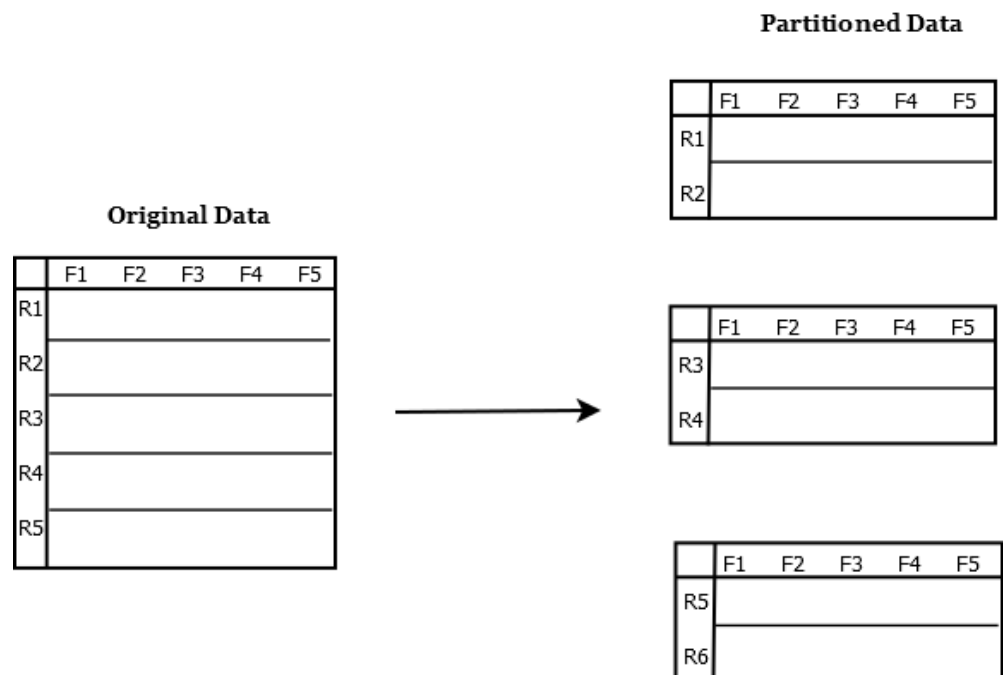 Partitioned Data
F1 F2 F3 F4 F5
R1
R2
Original Data
F1 F2 F3 F4 F5
R1
R2
R3
R4
R5
F1 F2 F3 F4 F5
R3
R4
F1 F2 F3 F4 F5
R5
R6